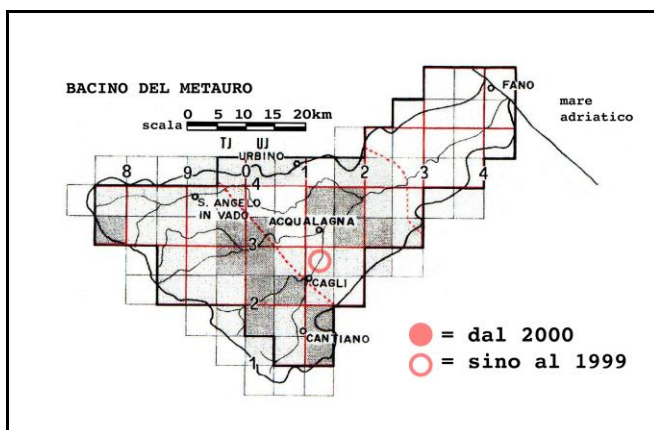 BACINO DEL METAURO
0 5 10 15 20km
scala
TJ UJ
FANO
mare
adriatico
URBINO
8 9 0 1 2 3 4
4
S. ANGELO
IN VADO
ACQUALAGNA
3
CAGLI
2
CANTIANO
1
= dal 2000
= sino al 1999